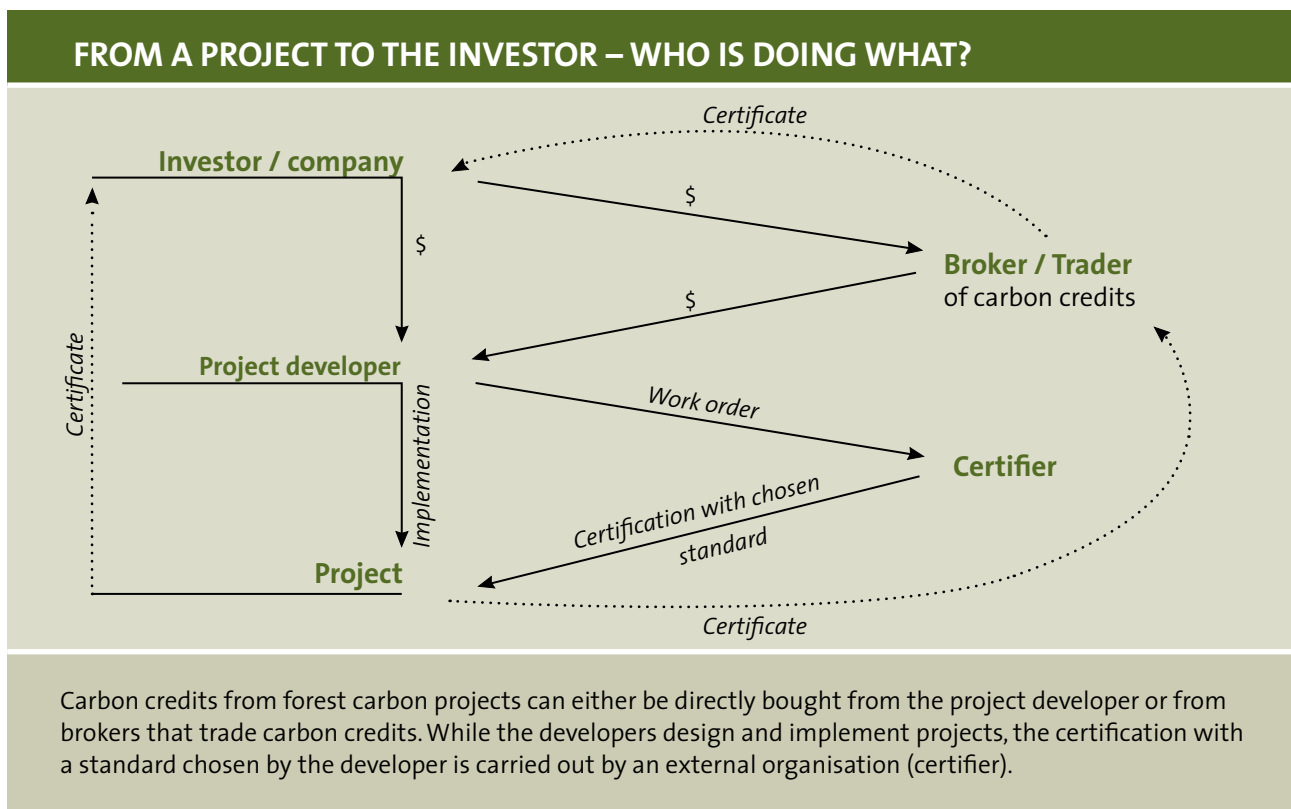 FROM A PROJECT TO THE INVESTOR – WHO IS DOING WHAT?
Certificate
Investor / company
$
$
Broker / Trader
of carbon credits
$
Certificate
Project developer
Implementation
Work order
Certifier
Certification with chosen
standard
Project
Certificate
Carbon credits from forest carbon projects can either be directly bought from the project developer or from
brokers that trade carbon credits. While the developers design and implement projects, the certification with
a standard chosen by the developer is carried out by an external organisation (certifier).